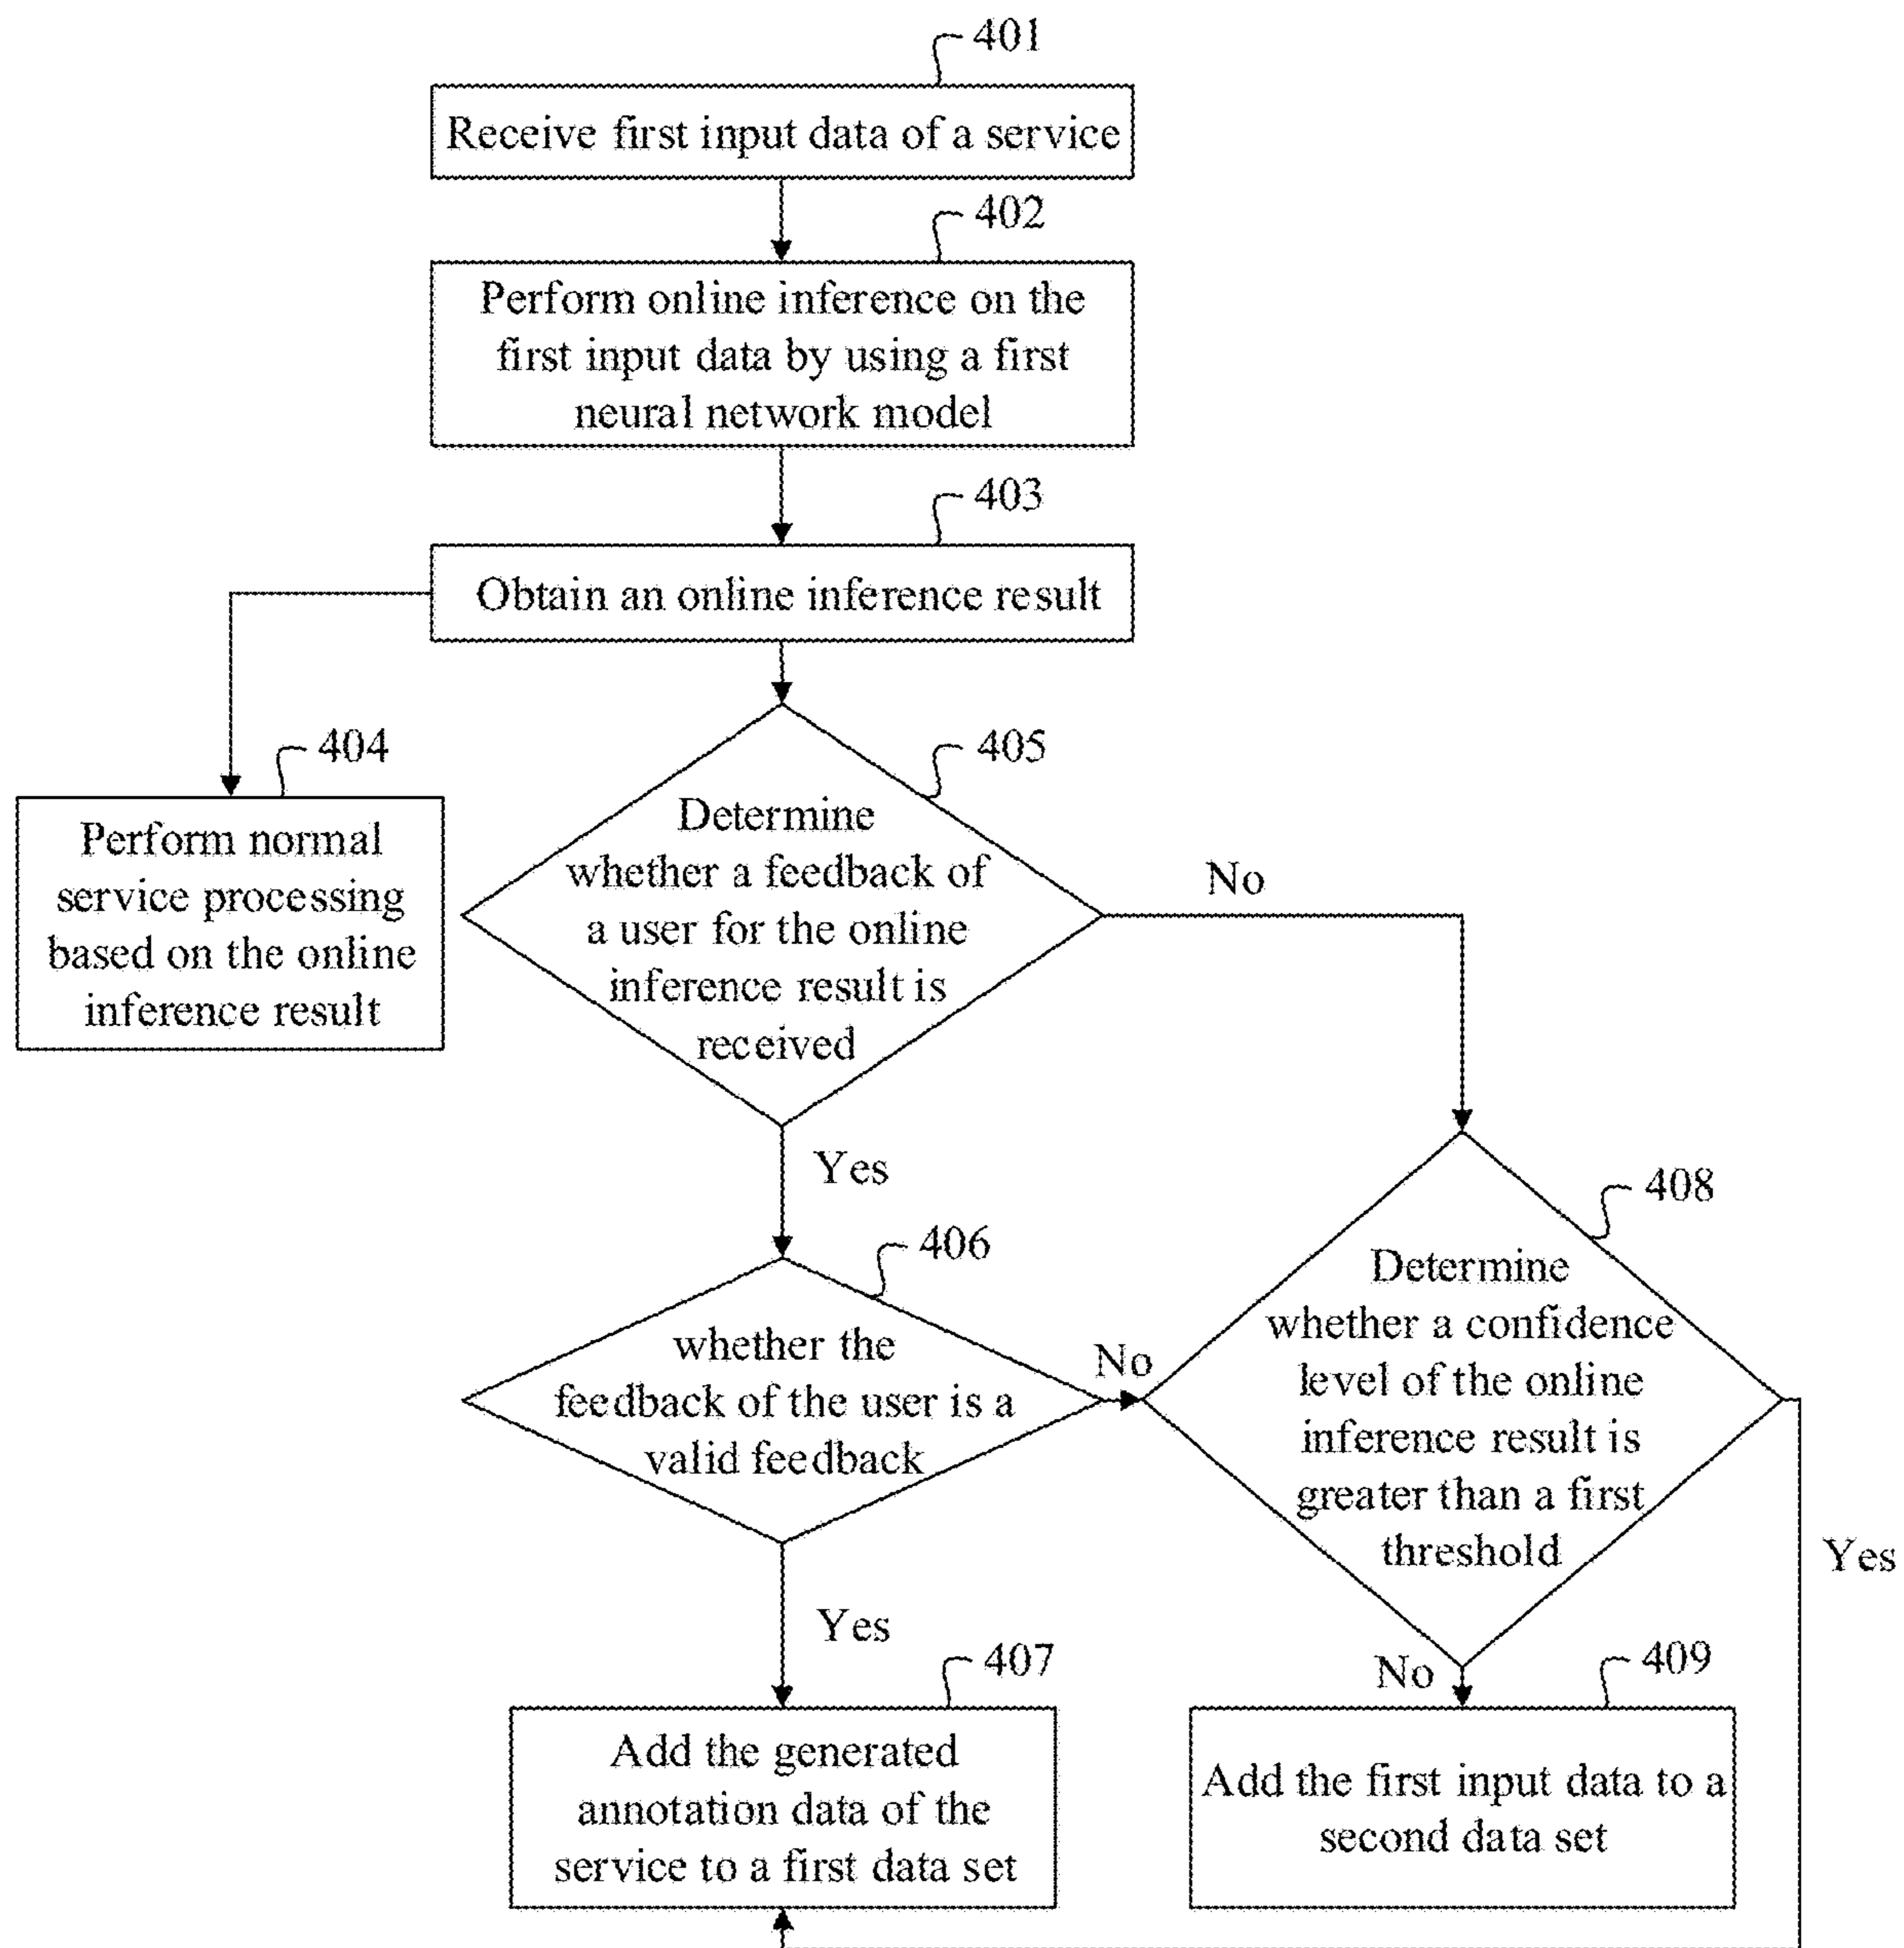 401
Receive first input data of a service
402
Perform online inference on the
first input data by using a first
neural network model
403
Obtain an online inference result
404
Perform normal
service processing
based on the online
inference result
405
Determine
whether a feedback of
a user for the online
inference result is
received
No
Yes
406
whether the
feedback of the user is a
valid feedback
No
Yes
408
Determine
whether a confidence
level of the online
inference result is
greater than a first
threshold
Yes
No
407
Add the generated
annotation data of the
service to a first data set
409
Add the first input data to a
second data set